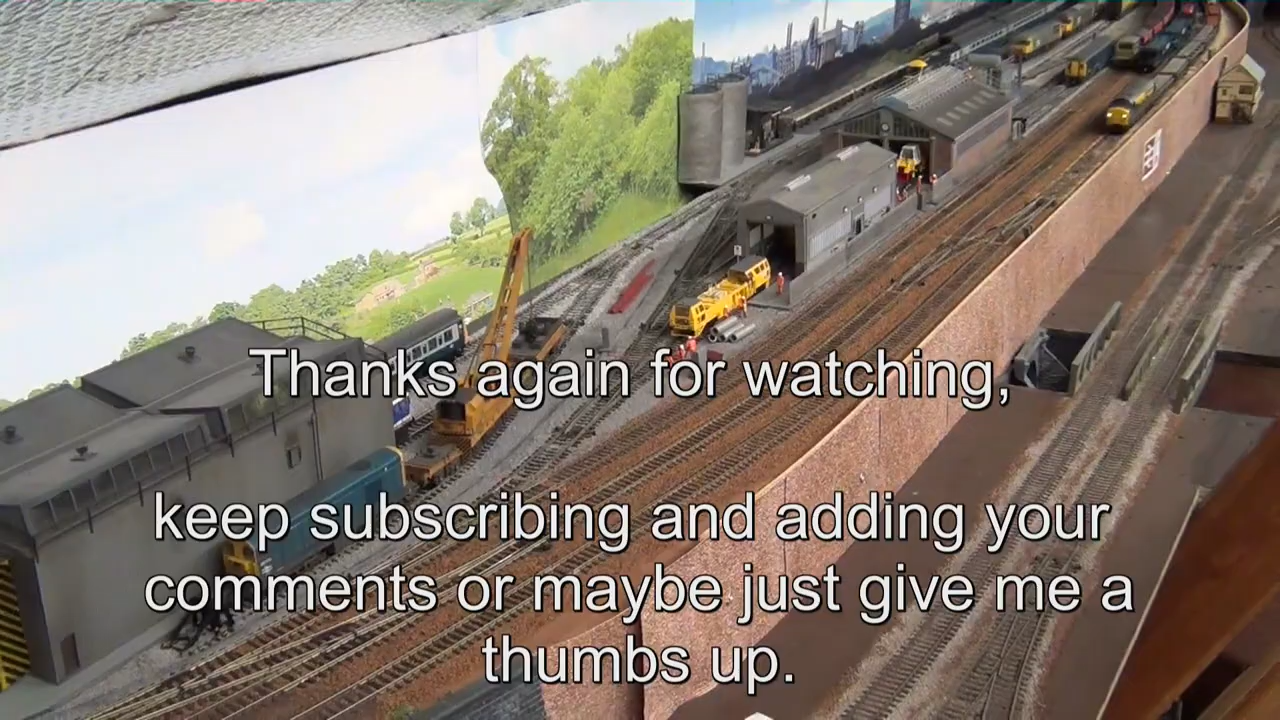 Thanks again for watching,
keep subscribing and adding your
comments or maybe just give me a
thumbs up.